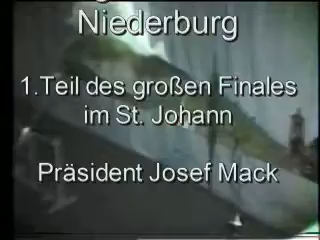 Niederburg
1.Teil des großen Finales
im St. Johann
Präsident Josef Mack